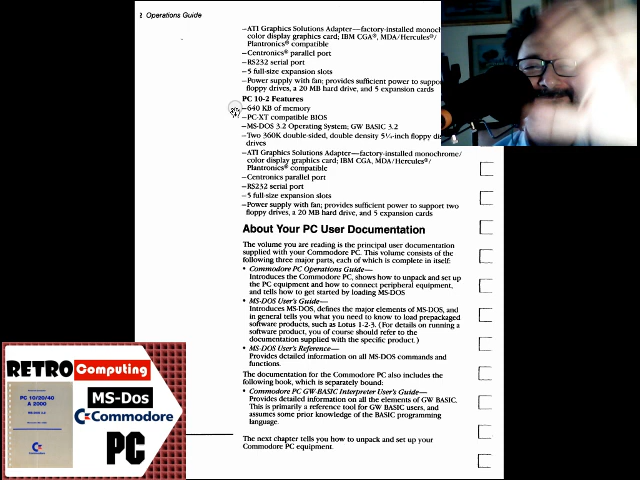 2 Operations Guide
—ATI Graphics Solutions Adapter—factory-installed monoch
color display graphics card; IBM CGA®, MDA/Hercules®/
Plantronics® compatible
—Centronics® parallel port
—RS232 serial port
—5 full-size expansion slots
—Power supply with fan; provides sufficient power to suppor
floppy drives, a 20 MB hard drive, and 5 expansion cards
PC 10-2 Features
—640 KB of memory
—PC-XT compatible BIOS
—MS-DOS 3.2 Operating System; GW BASIC 3.2
—Two 360K double-sided, double density 5¼-inch floppy dis
drives
—ATI Graphics Solutions Adapter—factory-installed monochrome/
color display graphics card; IBM CGA, MDA/Hercules®/
Plantronics® compatible
—Centronics parallel port
—RS232 serial port
—5 full-size expansion slots
—Power supply with fan; provides sufficient power to support two
floppy drives, a 20 MB hard drive, and 5 expansion cards
About Your PC User Documentation
The volume you are reading is the principal user documentation
supplied with your Commodore PC. This volume consists of the
following three major parts, each of which is complete in itself:
• Commodore PC Operations Guide—
Introduces the Commodore PC, shows how to unpack and set up
the PC equipment and how to connect peripheral equipment,
and tells how to get started by loading MS-DOS
• MS-DOS User's Guide—
Introduces MS-DOS, defines the major elements of MS-DOS, and
in general tells you what you need to know to load prepackaged
software products, such as Lotus 1-2-3. (For details on running a
software product, you of course should refer to the
documentation supplied with the specific product.)
• MS-DOS User's Reference—
Provides detailed information on all MS-DOS commands and
functions.
The documentation for the Commodore PC also includes the
following book, which is separately bound:
• Commodore PC GW-BASIC Interpreter User's Guide—
Provides detailed information on all the elements of GW BASIC.
This is primarily a reference tool for GW BASIC users, and
assumes some prior knowledge of the BASIC programming
language.
The next chapter tells you how to unpack and set up your
Commodore PC equipment.
RETRO Computing
PC 10/20/40
A 2000
MS-Dos
Commodore
PC